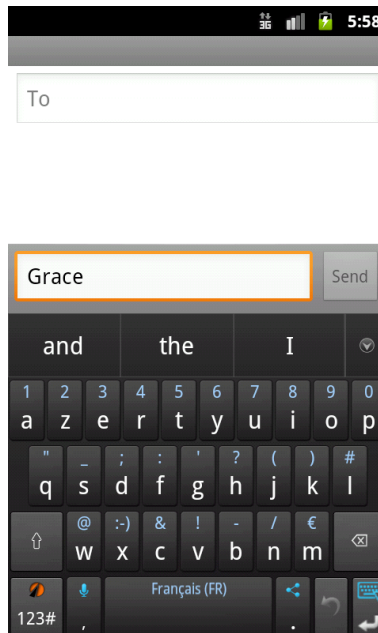 3G 5:58
To
Grace Send
and the I
1 2 3 4 5 6 7 8 9 0
a z e r t y u i o p
" _ ; : ' ? ( ) #
q s d f g h j k l
@ :-) & ! - / €
w x c v b n m
Français (FR)
123# , .